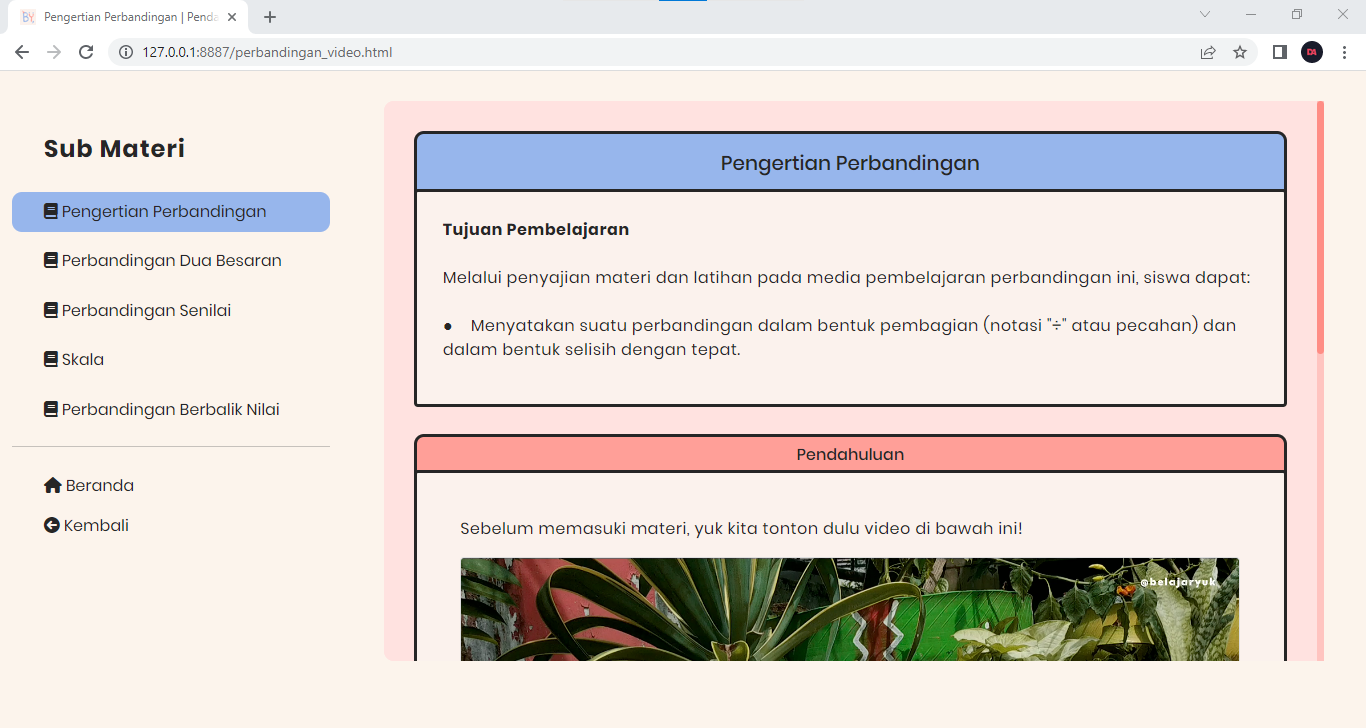 Pengertian Perbandingan | Penda
127.0.0.1:8887/perbandingan_video.html
Sub Materi
Pengertian Perbandingan
Perbandingan Dua Besaran
Perbandingan Senilai
Skala
Perbandingan Berbalik Nilai
Beranda
Kembali
Pengertian Perbandingan
Tujuan Pembelajaran
Melalui penyajian materi dan latihan pada media pembelajaran perbandingan ini, siswa dapat:
● Menyatakan suatu perbandingan dalam bentuk pembagian (notasi "÷" atau pecahan) dan
dalam bentuk selisih dengan tepat.
Pendahuluan
Sebelum memasuki materi, yuk kita tonton dulu video di bawah ini!
@belajaryuk